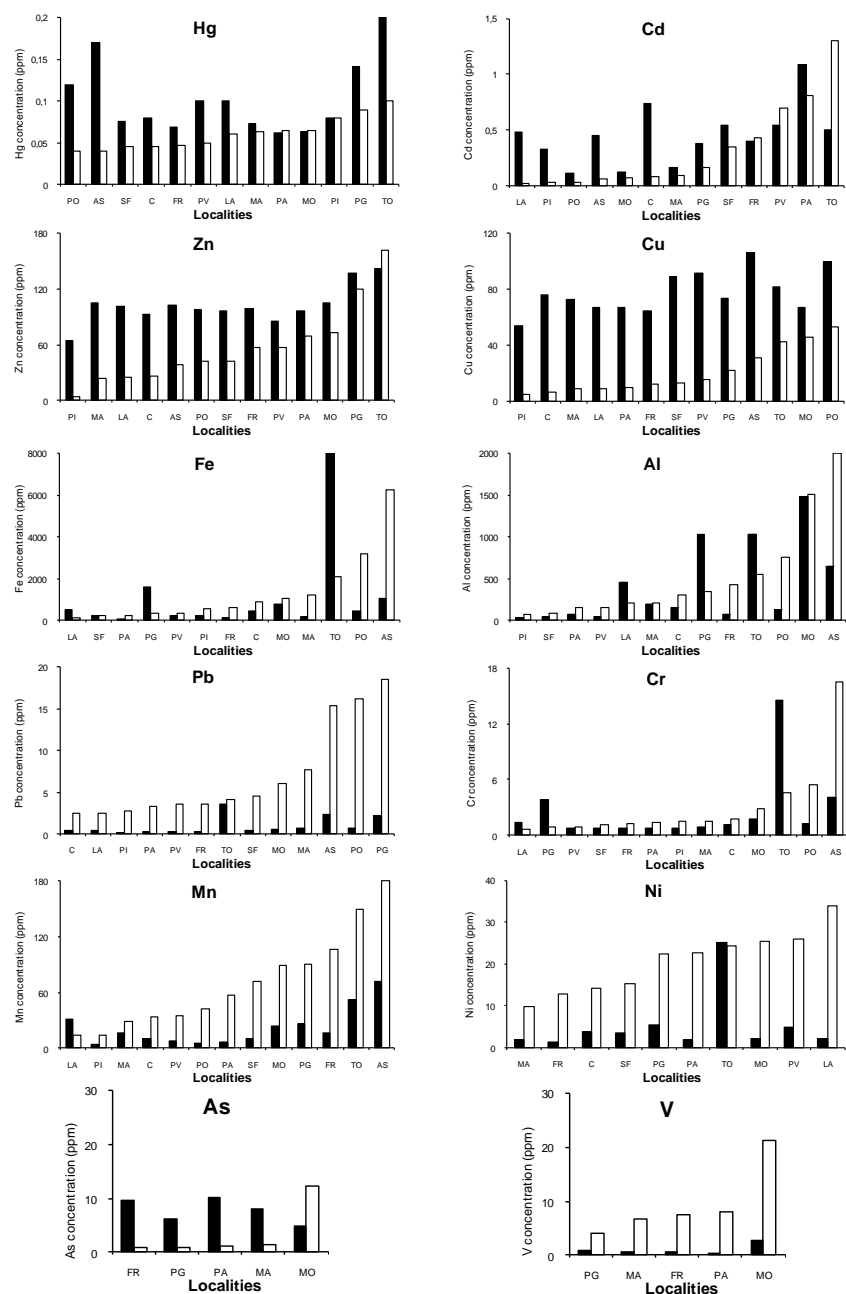 Hg
Hg concentration (ppm)
0,2
0,15
0,1
0,05
0
PO AS SF C FR PV LA MA PA MO PI PG TO
Localities
Cd
Cd concentration (ppm)
1,5
1
0,5
0
LA PI PO AS MO C MA PG SF FR PV PA TO
Localities
Zn
Zn concentration (ppm)
180
120
60
0
PI MA LA C AS PO SF FR PV PA MO PG TO
Localities
Cu
Cu concentration (ppm)
120
80
40
0
PI C MA LA PA FR SF PV PG AS TO MO PO
Localities
Fe
Fe concentration (ppm)
8000
6000
4000
2000
0
LA SF PA PG PV PI FR C MO MA TO PO AS
Localities
Al
Al concentration (ppm)
2000
1500
1000
500
0
PI SF PA PV LA MA C PG FR TO PO MO AS
Localities
Pb
Pb concentration (ppm)
20
15
10
5
0
C LA PI PA PV FR TO SF MO MA AS PO PG
Localities
Cr
Cr concentration (ppm)
18
12
6
0
LA PG PV SF FR PA PI MA C MO TO PO AS
Localities
Mn
Mn concentration (ppm)
180
120
60
0
LA PI MA C PV PO PA SF MO PG FR TO AS
Localities
Ni
Ni concentration (ppm)
40
30
20
10
0
MA FR C SF PG PA TO MO PV LA
Localities
As
As concentration (ppm)
30
20
10
0
FR PG PA MA MO
Localities
V
V concentration (ppm)
30
20
10
0
PG MA FR PA MO
Localities